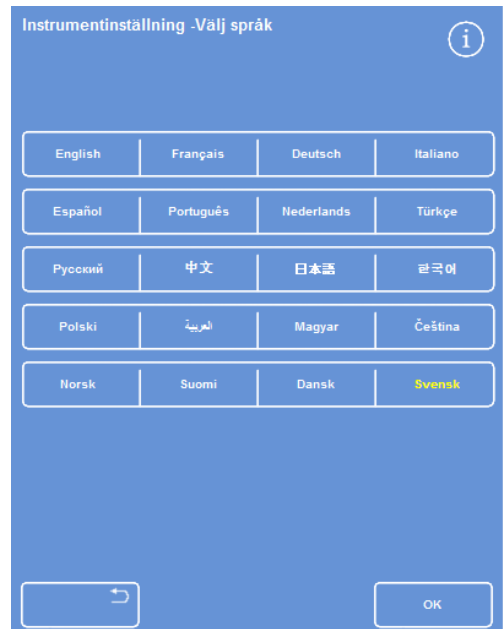 Instrumentinställning -Välj språk
i
English Français Deutsch Italiano
Español Português Nederlands Türkçe
Русский 中文 日本語 한국어
Polski العربية Magyar Čeština
Norsk Suomi Dansk Svensk
OK